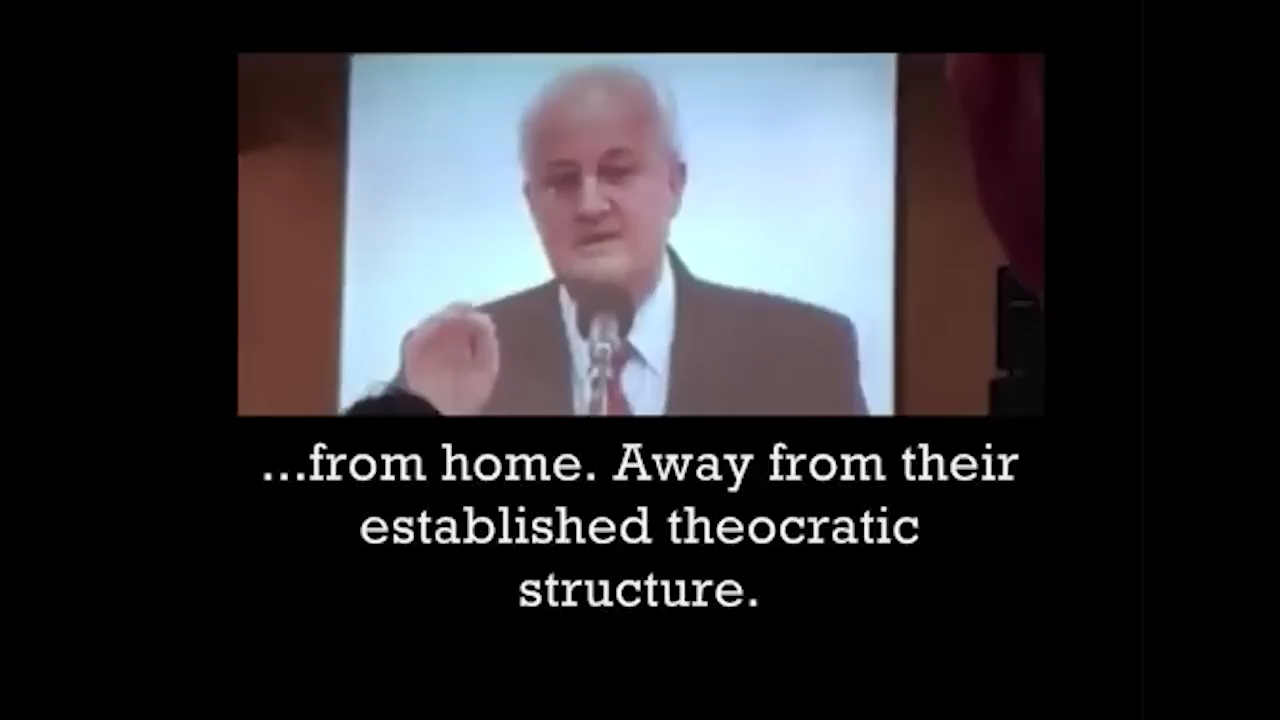 ...from home. Away from their
established theocratic
structure.